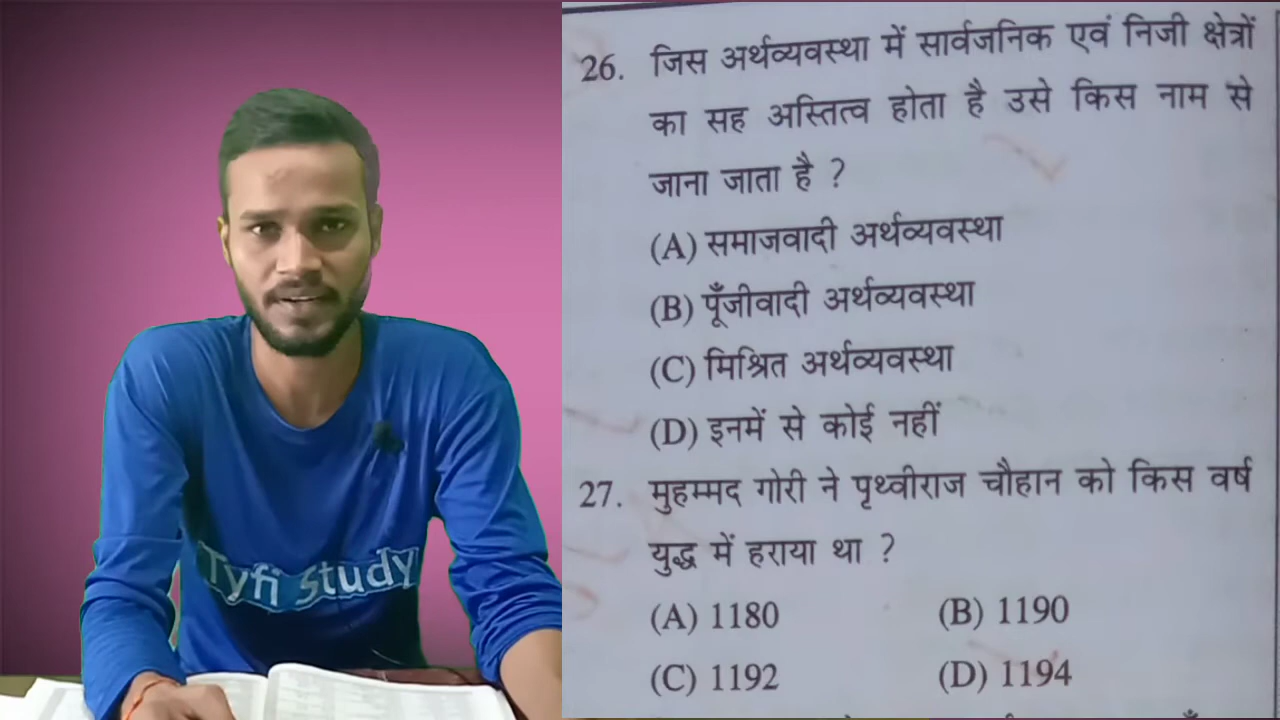 Tyfi Study
26. जिस अर्थव्यवस्था में सार्वजनिक एवं निजी क्षेत्रों
का सह अस्तित्व होता है उसे किस नाम से
जाना जाता है ?
(A) समाजवादी अर्थव्यवस्था
(B) पूँजीवादी अर्थव्यवस्था
(C) मिश्रित अर्थव्यवस्था
(D) इनमें से कोई नहीं
27. मुहम्मद गोरी ने पृथ्वीराज चौहान को किस वर्ष
युद्ध में हराया था ?
(A) 1180 (B) 1190
(C) 1192 (D) 1194